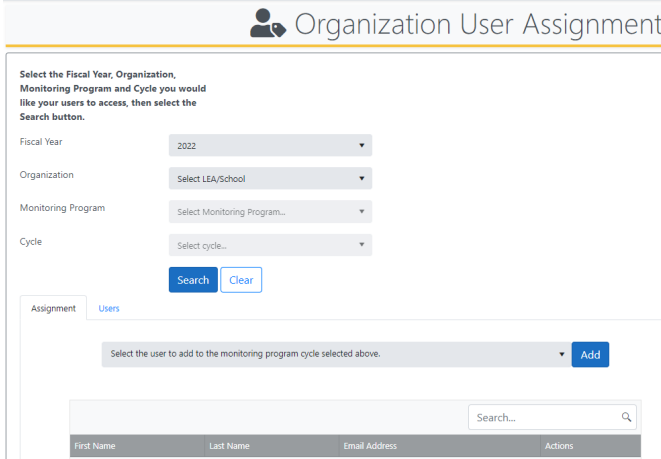 Organization User Assignment
Select the Fiscal Year, Organization,
Monitoring Program and Cycle you would
like your users to access, then select the
Search button.
Fiscal Year
2022
Organization
Select LEA/School
Monitoring Program
Select Monitoring Program...
Cycle
Select cycle...
Search Clear
Assignment Users
Select the user to add to the monitoring program cycle selected above. Add
Search...
First Name Last Name Email Address Actions